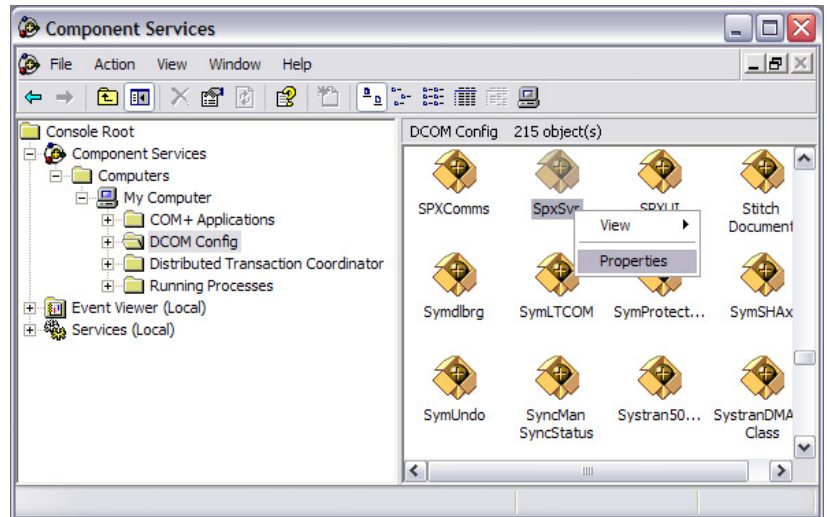 Component Services
File Action View Window Help
Console Root
Component Services
Computers
My Computer
COM+ Applications
DCOM Config
Distributed Transaction Coordinator
Running Processes
Event Viewer (Local)
Services (Local)
DCOM Config 215 object(s)
SPXComms SpxSvr SPXUI Stitch Document
View
Properties
Symdlbrg SymLTCOM SymProtect... SymSHAx
SymUndo SyncMan SyncStatus Systran50... SystranDMA Class